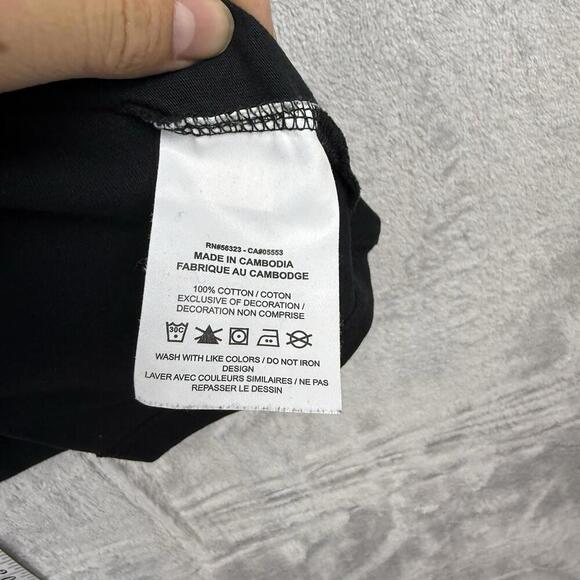 RN#56323 - CA#05553
MADE IN CAMBODIA
FABRIQUE AU CAMBODGE
100% COTTON / COTON
EXCLUSIVE OF DECORATION /
DECORATION NON COMPRISE
30C
WASH WITH LIKE COLORS / DO NOT IRON
DESIGN
LAVER AVEC COULEURS SIMILAIRES / NE PAS
REPASSER LE DESSIN